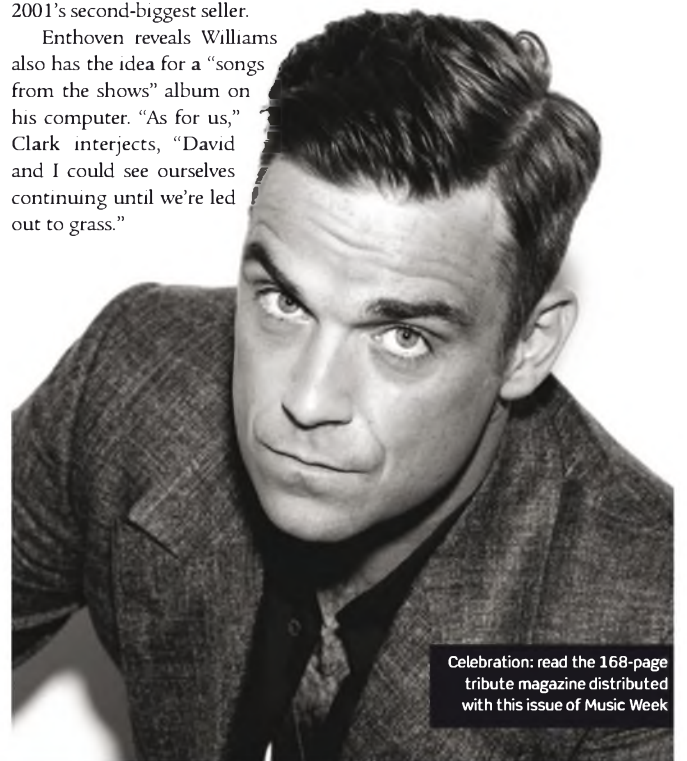 2001's second-biggest seller.
Enthoven reveals Williams
also has the idea for a “songs
from the shows” album on
his computer. “As for us,”
Clark interjects, “David
and I could see ourselves
continuing until we're led
out to grass.”
Celebration: read the 168-page
tribute magazine distributed
with this issue of Music Week